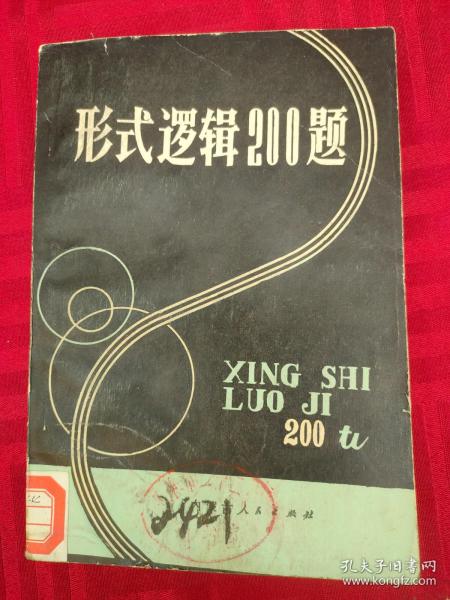 形式逻辑200题
XING SHI
LUO JI
200 ti
人民出版社
2421
孔夫子旧书网
www.kongfz.com